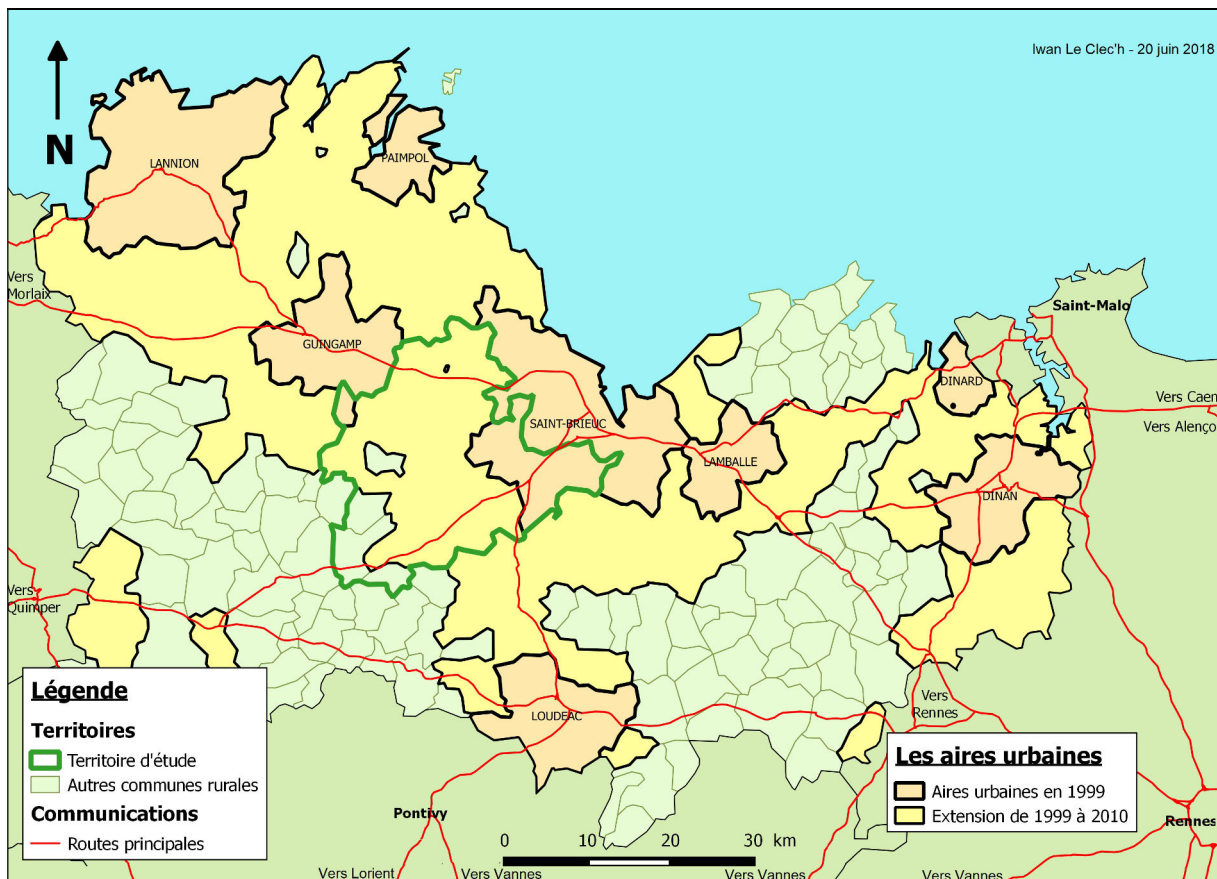 Iwan Le Clec'h - 20 juin 2018
N
LANNION
PAIMPOL
Vers
Morlaix
Saint-Malo
GUINGAMP
DINARD
Vers Caen
Vers Alenço
SAINT-BRIEUC
LAMBALLE
DINAN
Vers
Quimper
Légende
Territoires
Territoire d'étude
Autres communes rurales
Communications
Routes principales
LOUDEAC
Vers
Rennes
Les aires urbaines
Aires urbaines en 1999
Extension de 1999 à 2010
Pontivy
Rennes
0 10 20 30 km
Vers Lorient
Vers Vannes
Vers Vannes
Vers Vannes